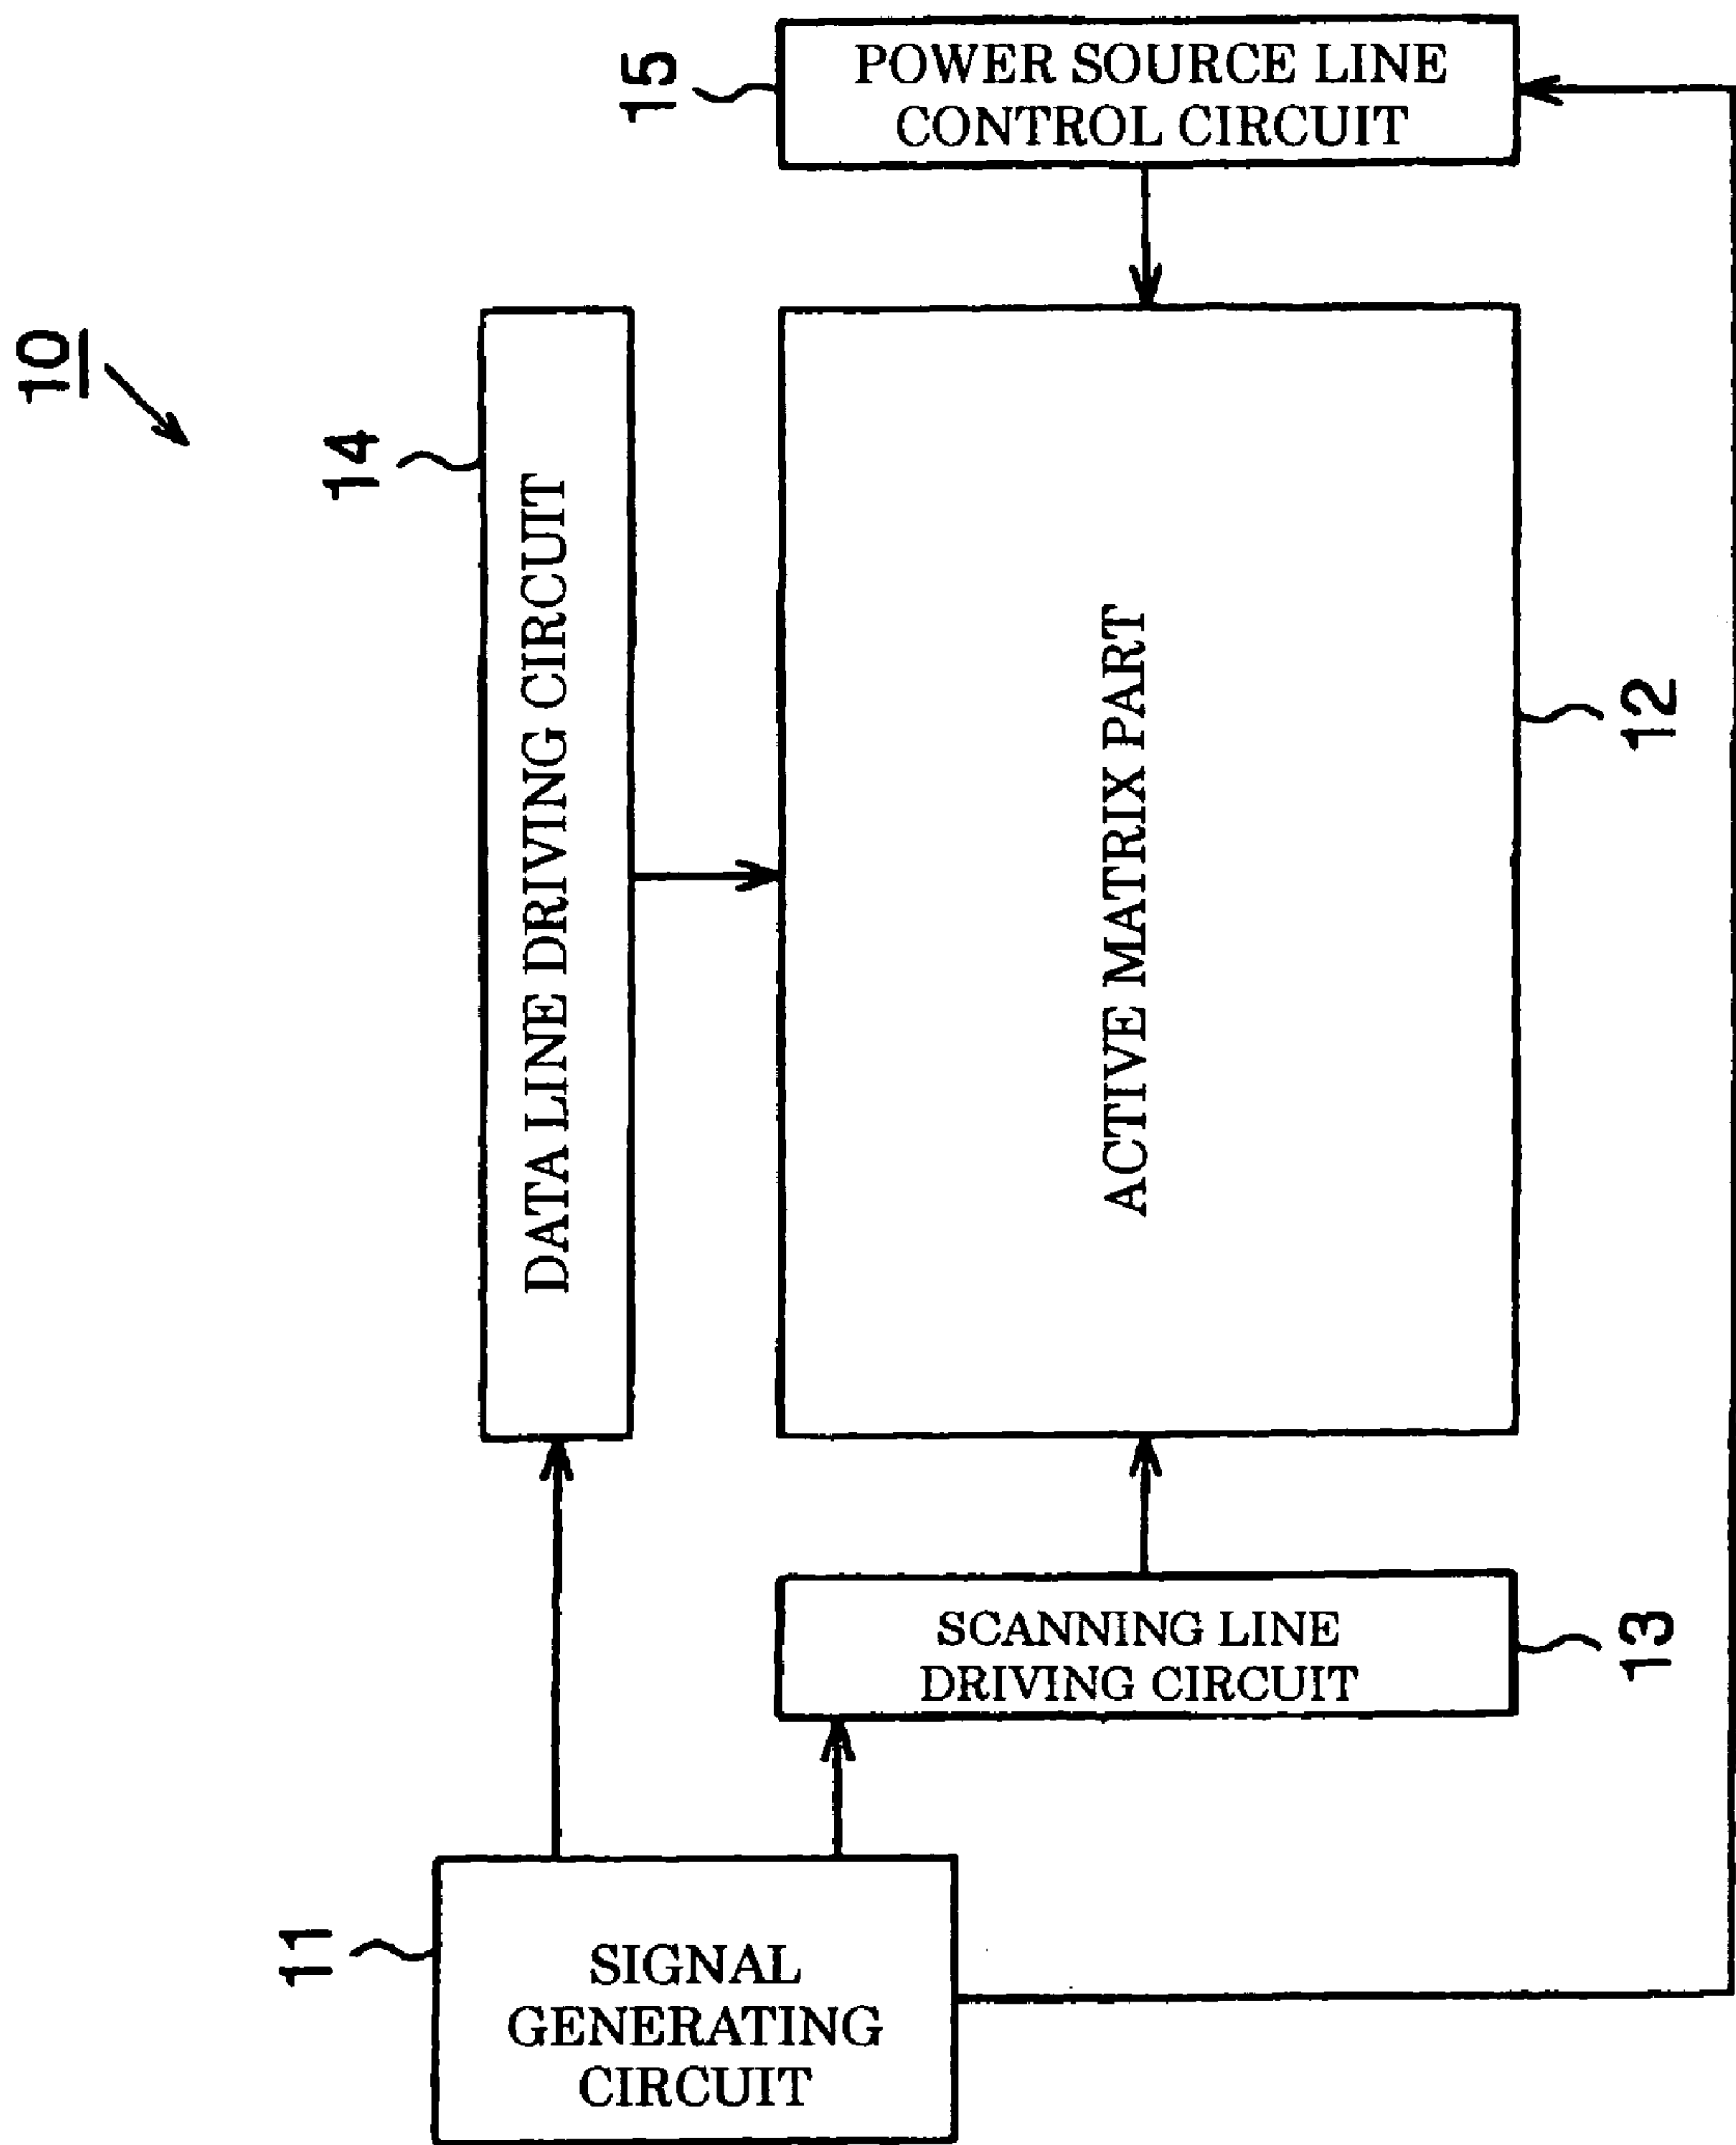 10
15
POWER SOURCE LINE
CONTROL CIRCUIT
14
DATA LINE DRIVING CIRCUIT
ACTIVE MATRIX PART
12
SCANNING LINE
DRIVING CIRCUIT
13
11
SIGNAL
GENERATING
CIRCUIT